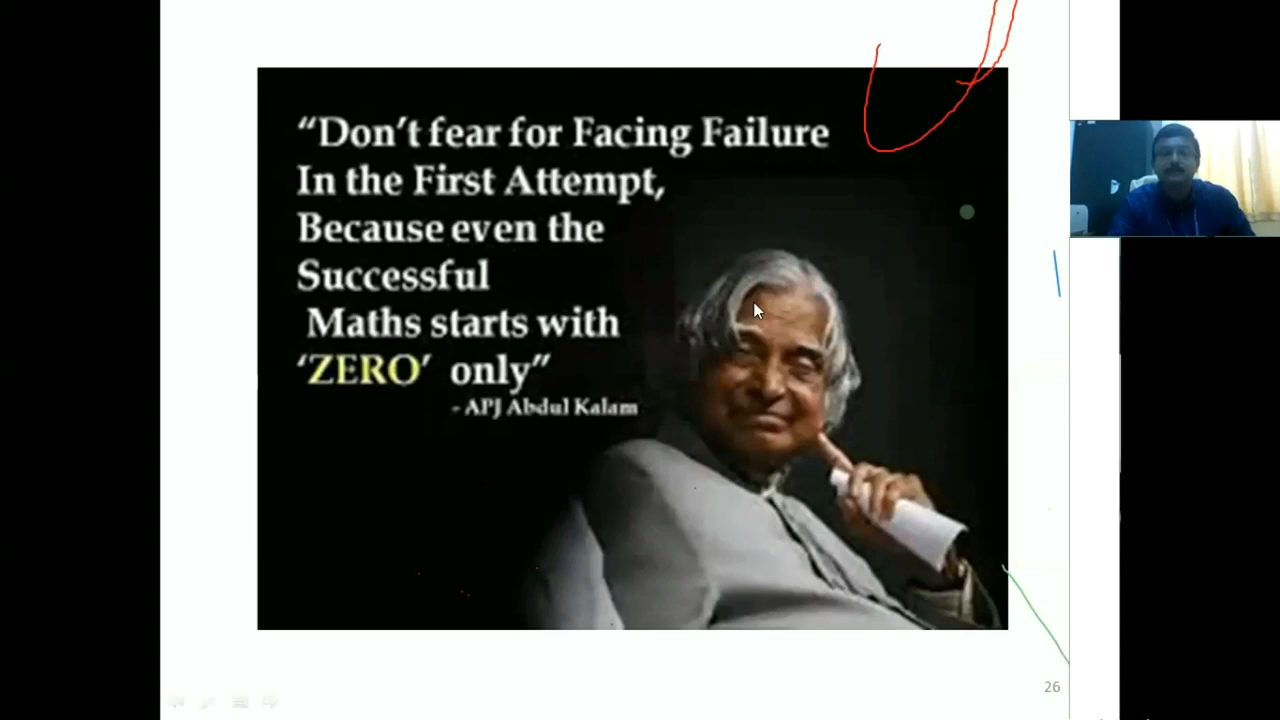 “Don’t fear for Facing Failure
In the First Attempt,
Because even the
Successful
Maths starts with
‘ZERO’ only”
- APJ Abdul Kalam
26